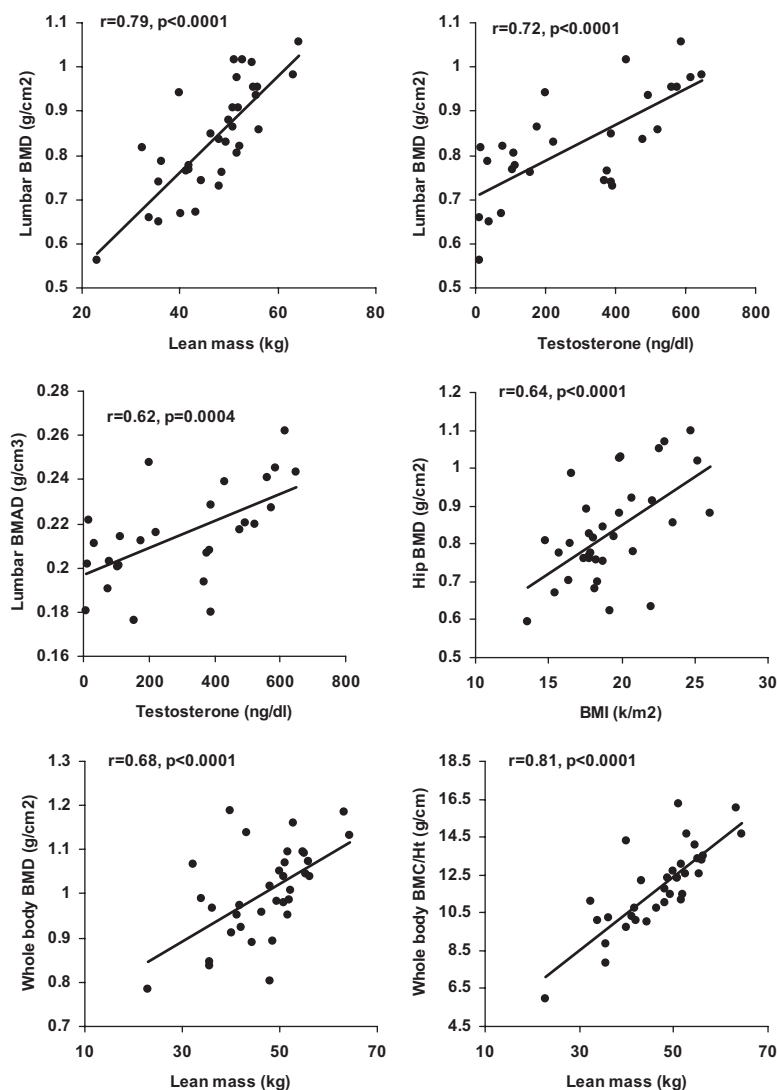 r=0.79, p<0.0001
Lumbar BMD (g/cm2)
1.1
1
0.9
0.8
0.7
0.6
0.5
20 40 60 80
Lean mass (kg)
r=0.72, p<0.0001
Lumbar BMD (g/cm2)
1.1
1
0.9
0.8
0.7
0.6
0.5
0 200 400 600 800
Testosterone (ng/dl)
r=0.62, p=0.0004
Lumbar BMAD (g/cm3)
0.28
0.26
0.24
0.22
0.2
0.18
0.16
0 200 400 600 800
Testosterone (ng/dl)
r=0.64, p<0.0001
Hip BMD (g/cm2)
1.2
1.1
1
0.9
0.8
0.7
0.6
0.5
10 15 20 25 30
BMI (k/m2)
r=0.68, p<0.0001
Whole body BMD (g/cm2)
1.3
1.2
1.1
1
0.9
0.8
0.7
10 30 50 70
Lean mass (kg)
r=0.81, p<0.0001
Whole body BMC/Ht (g/cm)
18.5
16.5
14.5
12.5
10.5
8.5
6.5
4.5
10 30 50 70
Lean mass (kg)